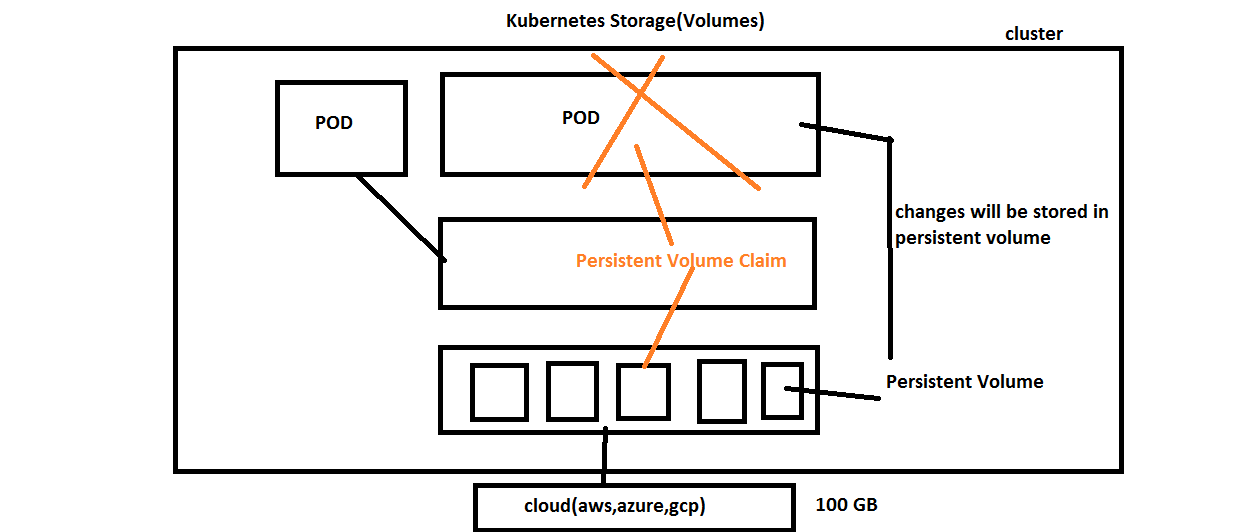 Kubernetes Storage(Volumes)
cluster
POD
POD
changes will be stored in
persistent volume
Persistent Volume Claim
Persistent Volume
cloud(aws,azure,gcp)
100 GB